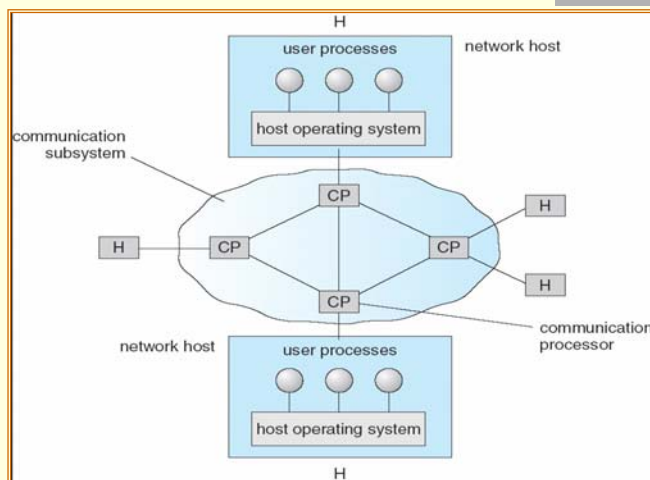 H
user processes
network host
host operating system
communication
subsystem
CP
H
H
CP
CP
H
CP
communication
processor
network host
user processes
host operating system
H